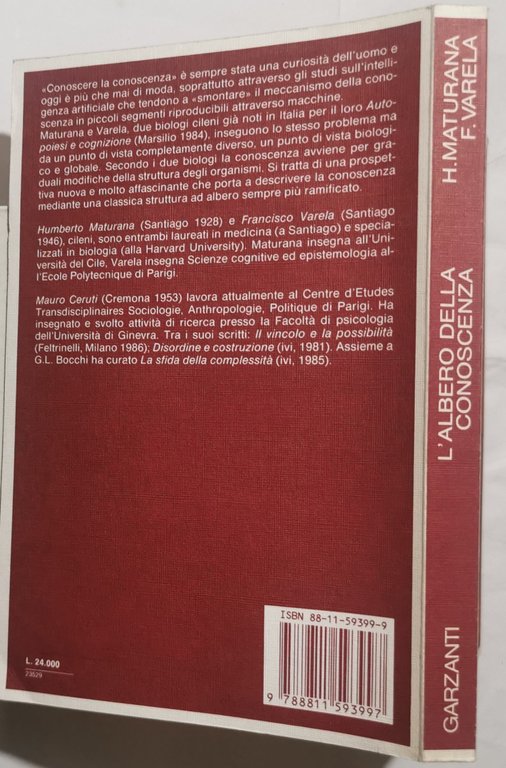 «Conoscere la conoscenza» è sempre stata una curiosità dell'uomo e
oggi è più che mai di moda, soprattutto attraverso gli studi sull'intelli-
genza artificiale che tendono a «smontare» il meccanismo della cono-
scenza in piccoli segmenti riproducibili attraverso macchine.
Maturana e Varela, due biologi cileni già noti in Italia per il loro Auto-
poiesi e cognizione (Marsilio 1984), inseguono lo stesso problema ma
da un punto di vista completamente diverso, un punto di vista biologi-
co e globale. Secondo i due biologi la conoscenza avviene per gra-
duali modifiche della struttura degli organismi. Si tratta di una prospet-
tiva nuova e molto affascinante che porta a descrivere la conoscenza
mediante una classica struttura ad albero sempre più ramificato.
Humberto Maturana (Santiago 1928) e Francisco Varela (Santiago
1946), cileni, sono entrambi laureati in medicina (a Santiago) e specia-
lizzati in biologia (alla Harvard University). Maturana insegna all'Uni-
versità del Cile, Varela insegna Scienze cognitive ed epistemologia al-
l'Ecole Polytecnique di Parigi.
Mauro Ceruti (Cremona 1953) lavora attualmente al Centre d'Etudes
Transdisciplinaires Sociologie, Anthropologie, Politique di Parigi. Ha
insegnato e svolto attività di ricerca presso la Facoltà di psicologia
dell'Università di Ginevra. Tra i suoi scritti: Il vincolo e la possibilità
(Feltrinelli, Milano 1986); Disordine e costruzione (ivi, 1981). Assieme a
G.L. Bocchi ha curato La sfida della complessità (ivi, 1985).
L. 24.000
73529
ISBN 88-11-59399-9
9 788811 593997
H. MATURANA
F. VARELA
L'ALBERO DELLA
CONOSCENZA
GARZANTI